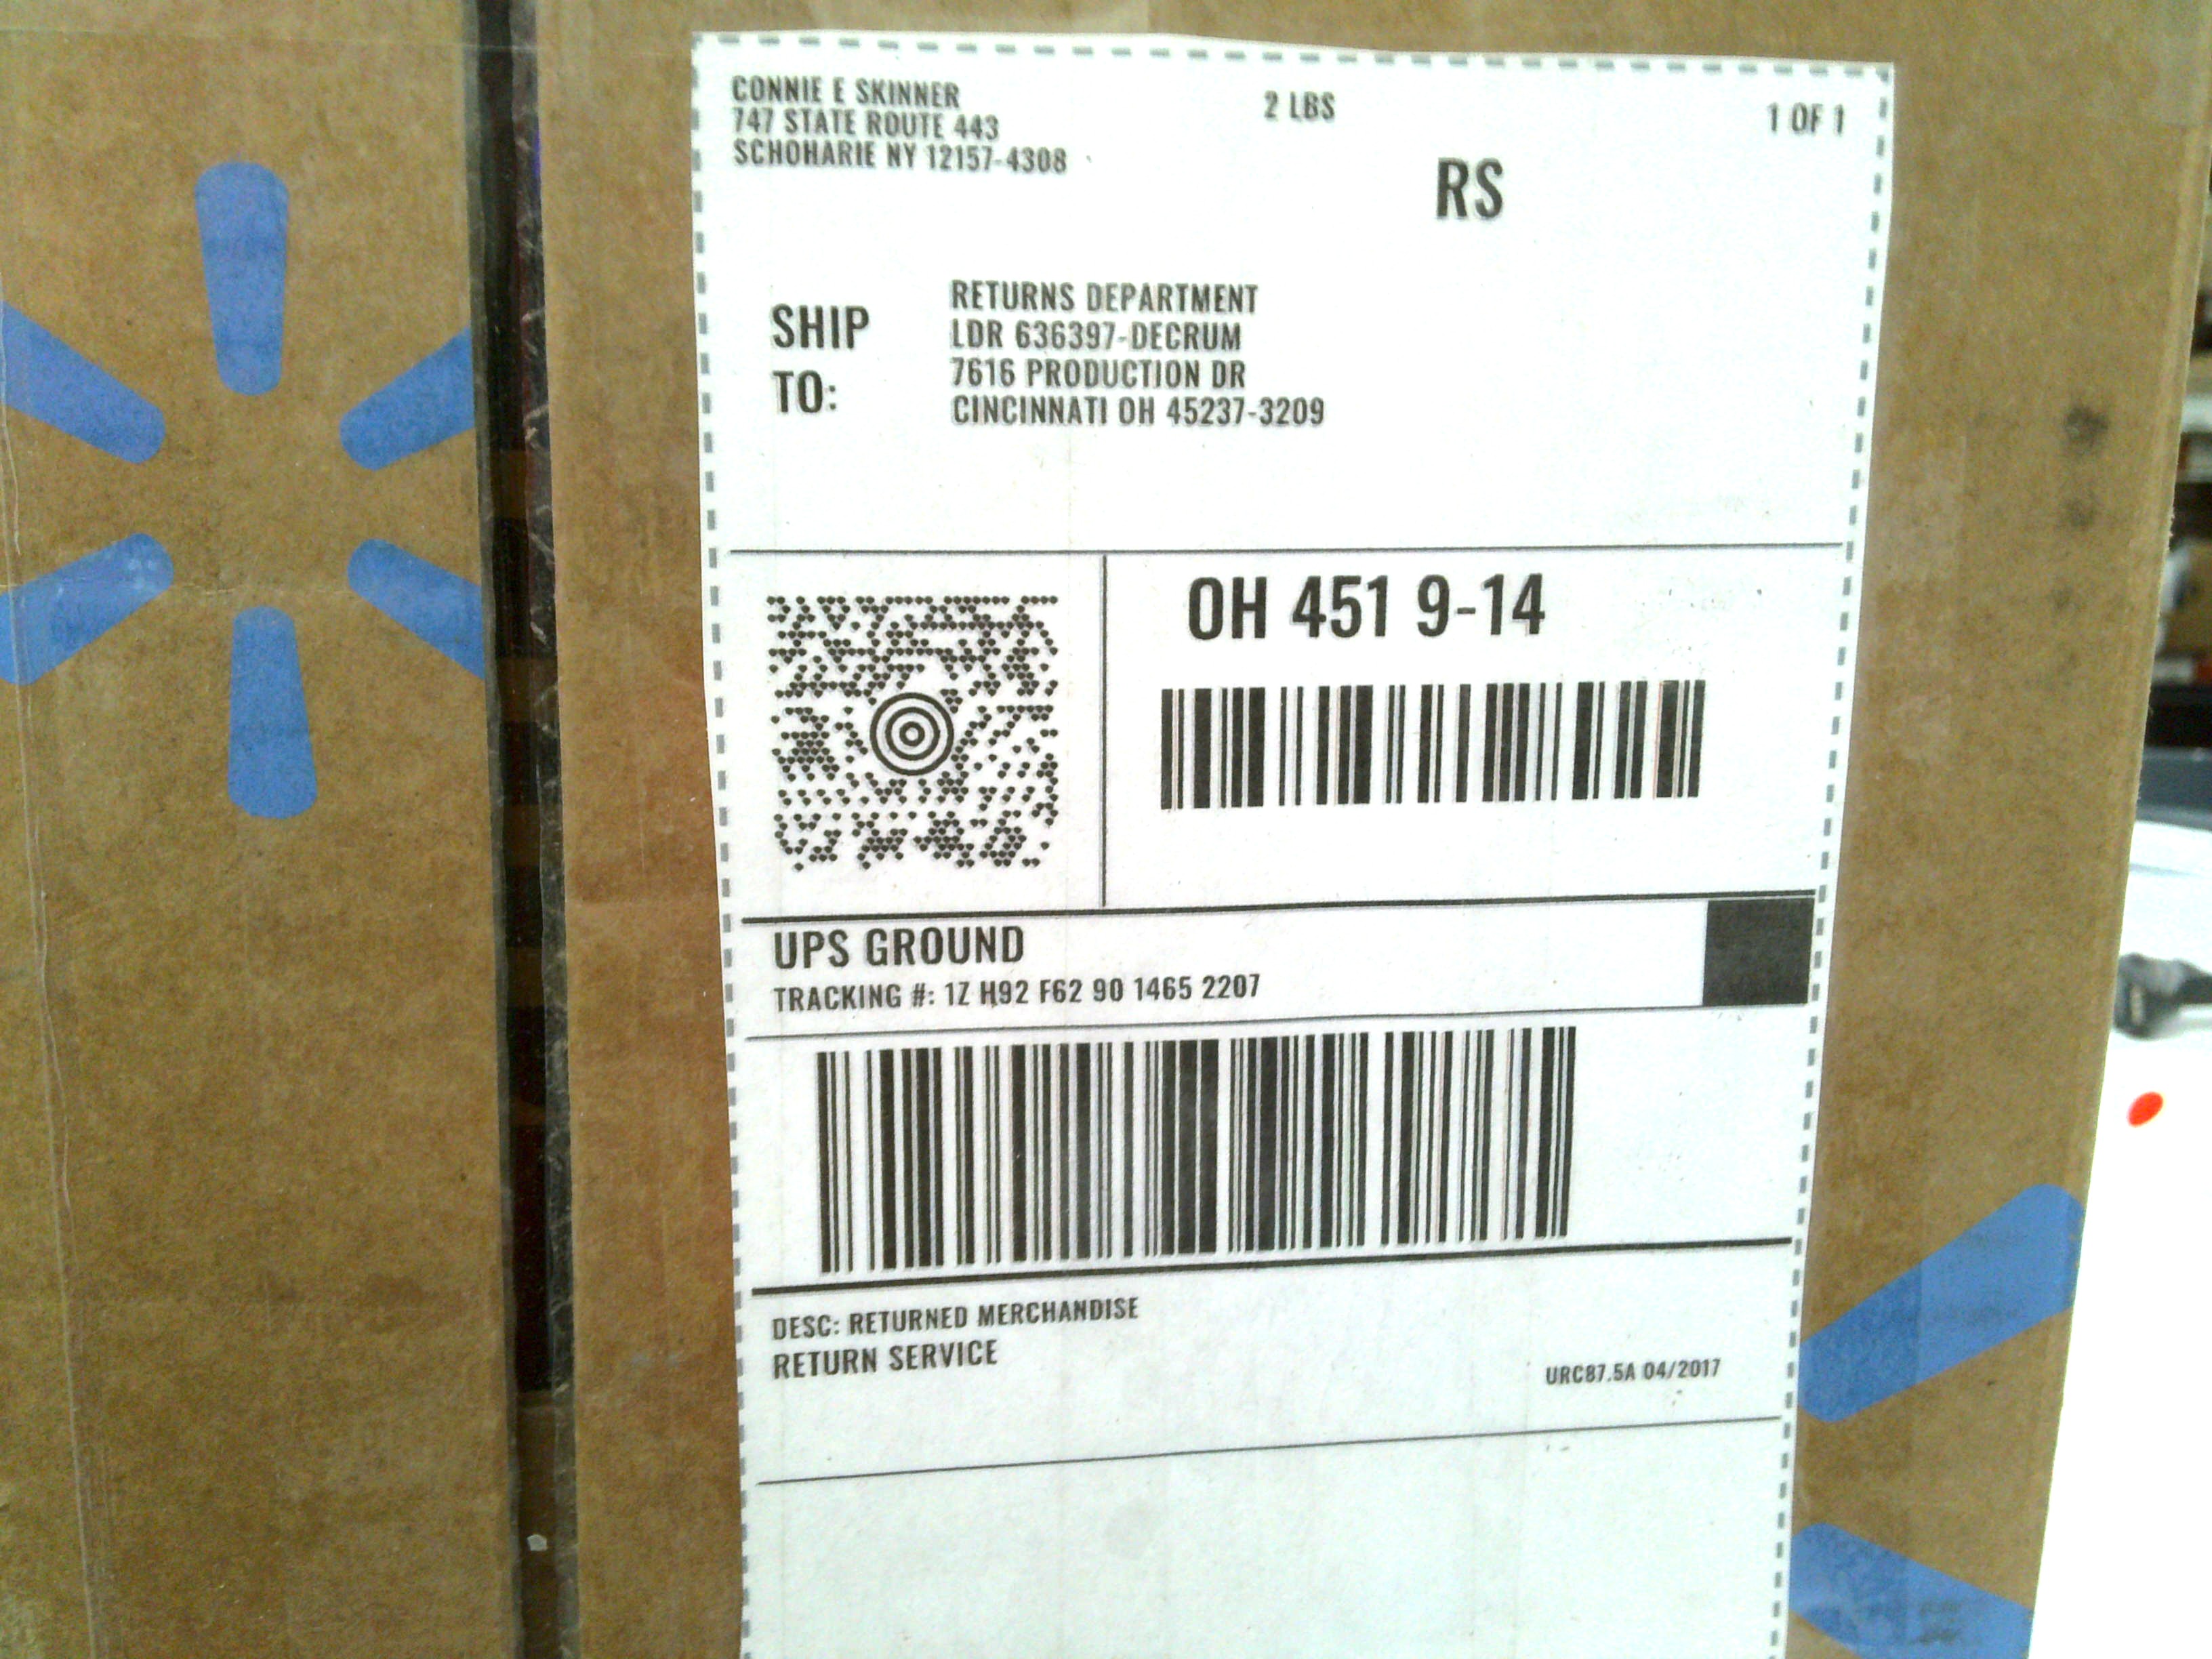 CONNIE E SKINNER
747 STATE ROUTE 443
SCHOHARIE NY 12157-4308
2 LBS
1 OF 1
RS
SHIP TO:
RETURNS DEPARTMENT
LDR 636397-DECRUM
7616 PRODUCTION DR
CINCINNATI OH 45237-3209
OH 451 9-14
UPS GROUND
TRACKING #: 1Z H92 F62 90 1465 2207
DESC: RETURNED MERCHANDISE
RETURN SERVICE
URC87.5A 04/2017